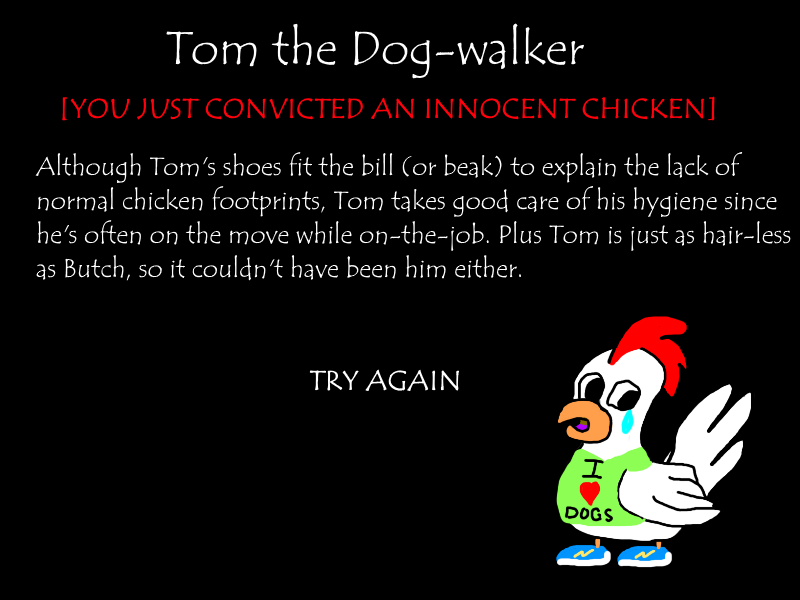 Tom the Dog-walker
[YOU JUST CONVICTED AN INNOCENT CHICKEN]
Although Tom's shoes fit the bill (or beak) to explain the lack of
normal chicken footprints, Tom takes good care of his hygiene since
he's often on the move while on-the-job. Plus Tom is just as hair-less
as Butch, so it couldn't have been him either.
TRY AGAIN
I
DOGS